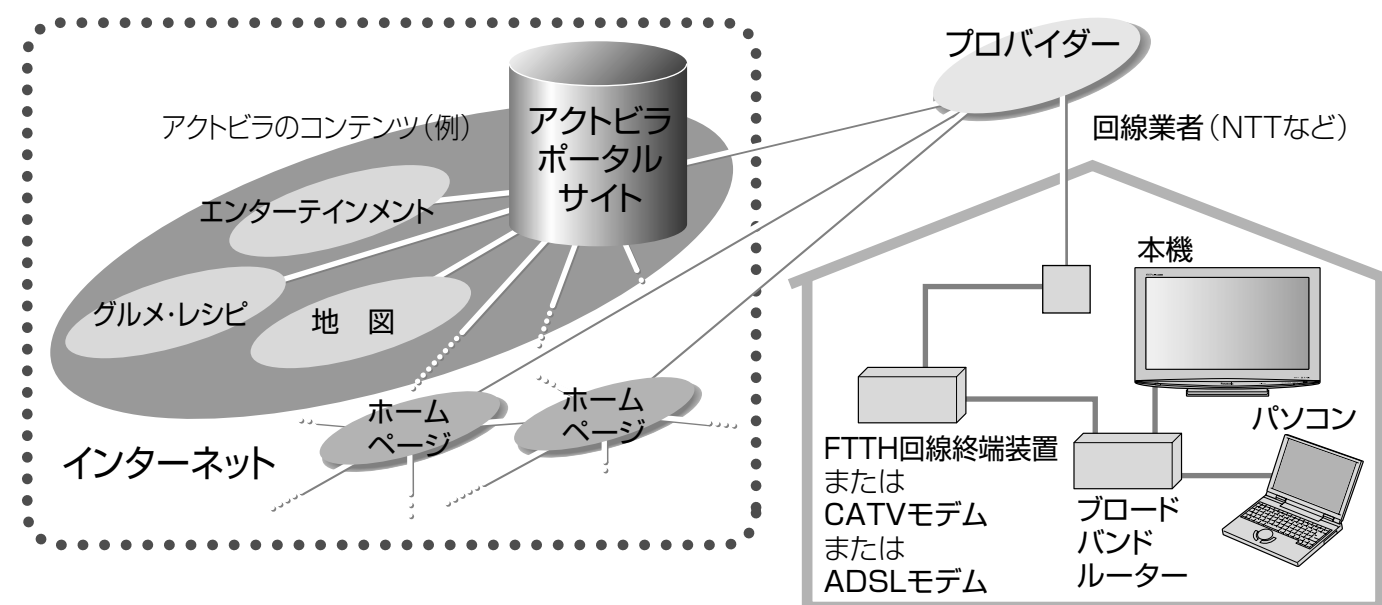 プロバイダー
アクトビラのコンテンツ（例）
アクトビラ
ポータル
サイト
回線業者（NTTなど）
エンターテインメント
本機
グルメ・レシピ
地　図
ホーム
ページ
ホーム
ページ
パソコン
インターネット
FTTH回線終端装置
または
CATVモデム
または
ADSLモデム
ブロード
バンド
ルーター